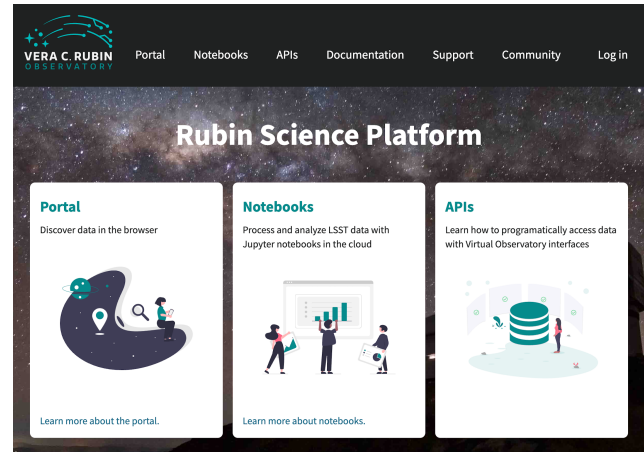 VERA C. RUBIN
OBSERVATORY
Portal
Notebooks
APIs
Documentation
Support
Community
Log in
Rubin Science Platform
Portal
Discover data in the browser
Learn more about the portal.
Notebooks
Process and analyze LSST data with
Jupyter notebooks in the cloud
Learn more about notebooks.
APIs
Learn how to programatically access data
with Virtual Observatory interfaces